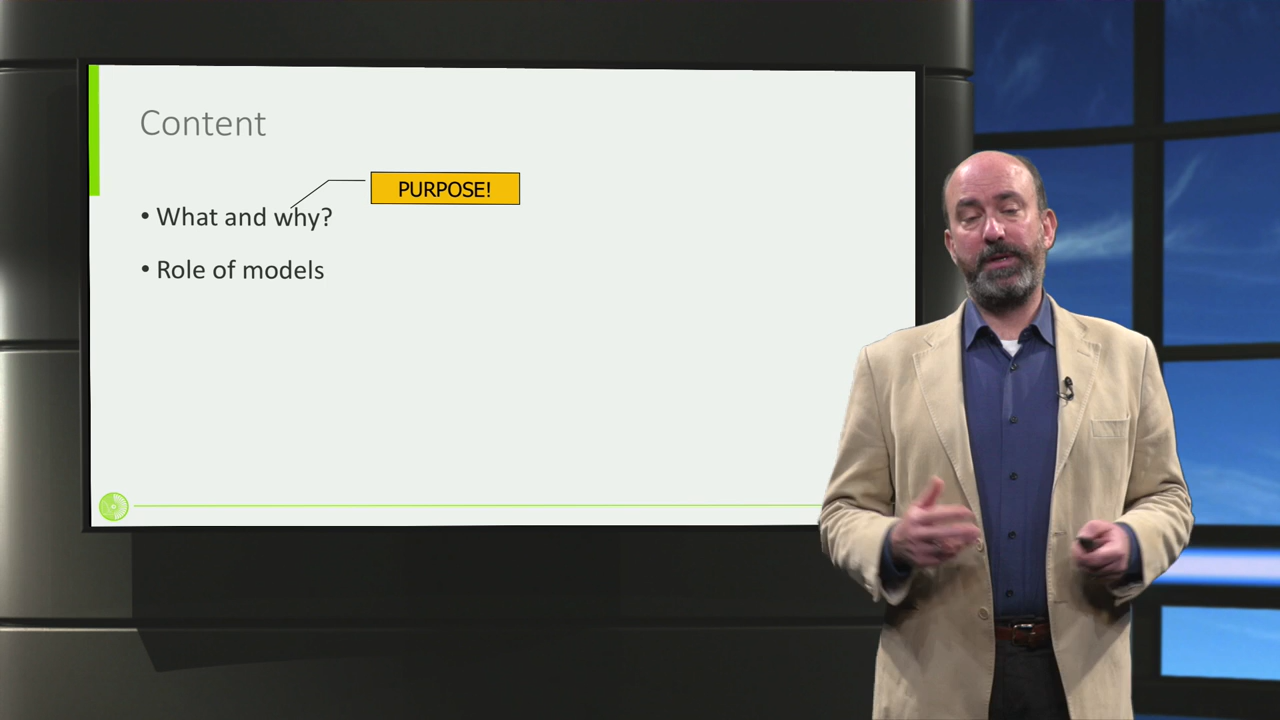 Content
PURPOSE!
• What and why?
• Role of models